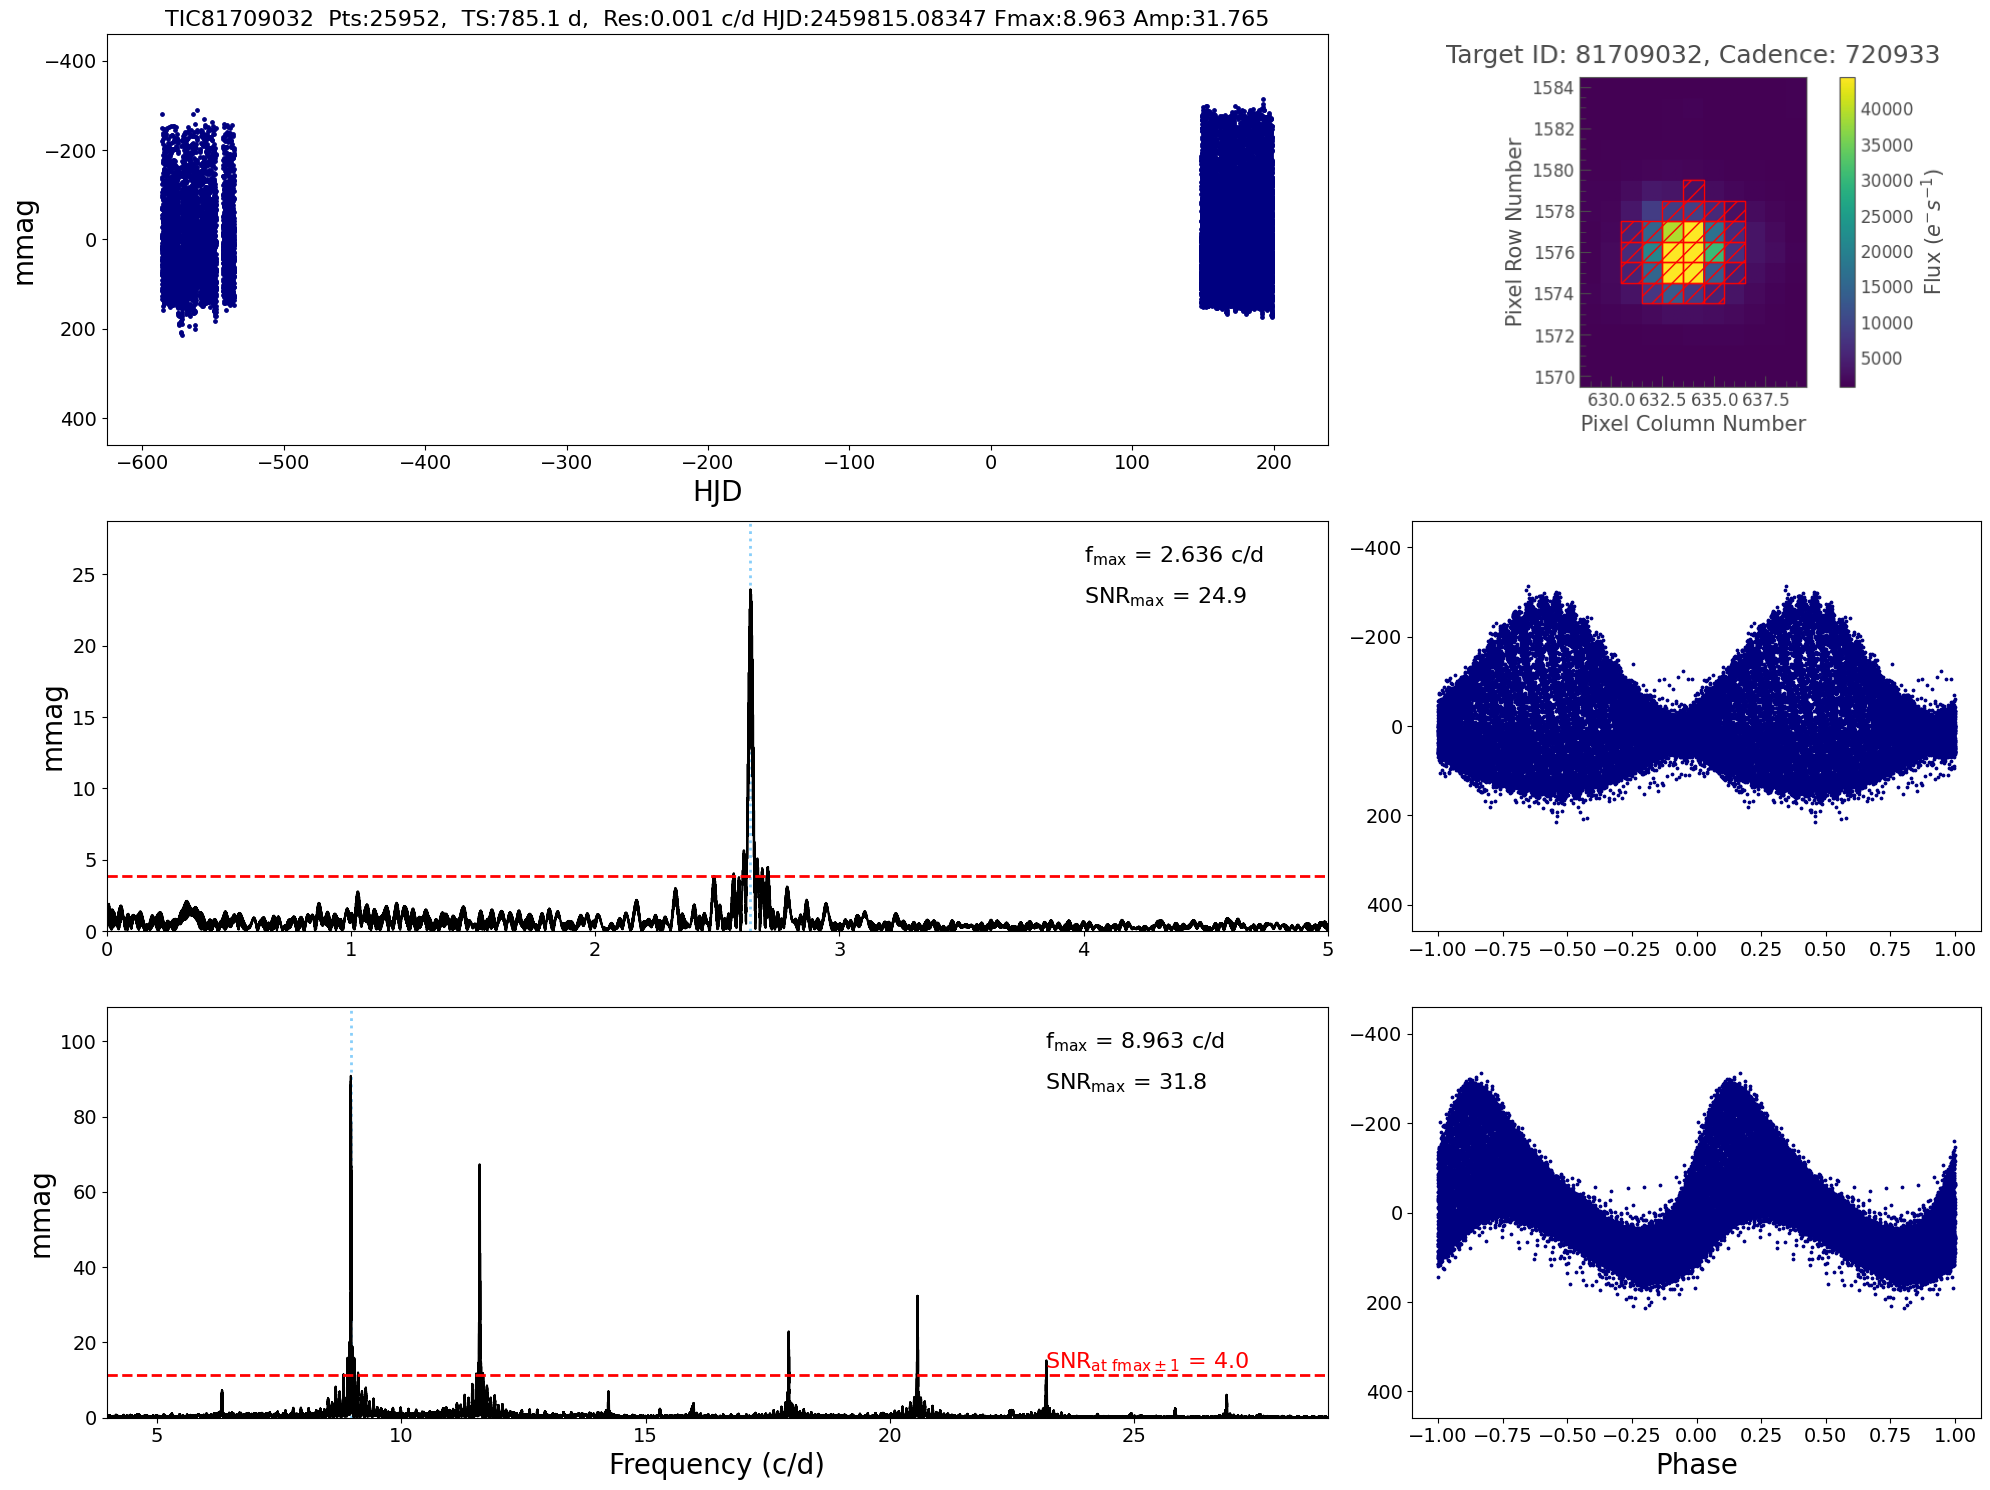 TIC81709032 Pts:25952, TS:785.1 d, Res:0.001 c/d HJD:2459815.08347 Fmax:8.963 Amp:31.765
−400
−200
0
200
400
mmag
−600 −500 −400 −300 −200 −100 0 100 200
HJD
Target ID: 81709032, Cadence: 720933
1584
1582
1580
1578
1576
1574
1572
1570
Pixel Row Number
630.0 632.5 635.0 637.5
Pixel Column Number
40000
35000
30000
25000
20000
15000
10000
5000
Flux (e⁻s⁻¹)
fmax = 2.636 c/d
SNRmax = 24.9
25
20
15
10
5
0
mmag
0 1 2 3 4 5
−400
−200
0
200
400
−1.00 −0.75 −0.50 −0.25 0.00 0.25 0.50 0.75 1.00
fmax = 8.963 c/d
SNRmax = 31.8
SNRat fmax±1 = 4.0
100
80
60
40
20
0
mmag
5 10 15 20 25
Frequency (c/d)
−400
−200
0
200
400
−1.00 −0.75 −0.50 −0.25 0.00 0.25 0.50 0.75 1.00
Phase